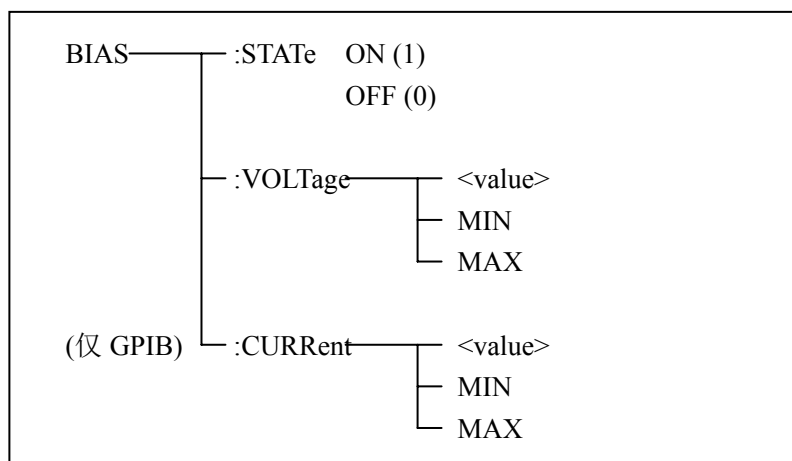 BIAS :STATe ON (1)
OFF (0)
:VOLTage <value>
MIN
MAX
(仅 GPIB) :CURRent <value>
MIN
MAX